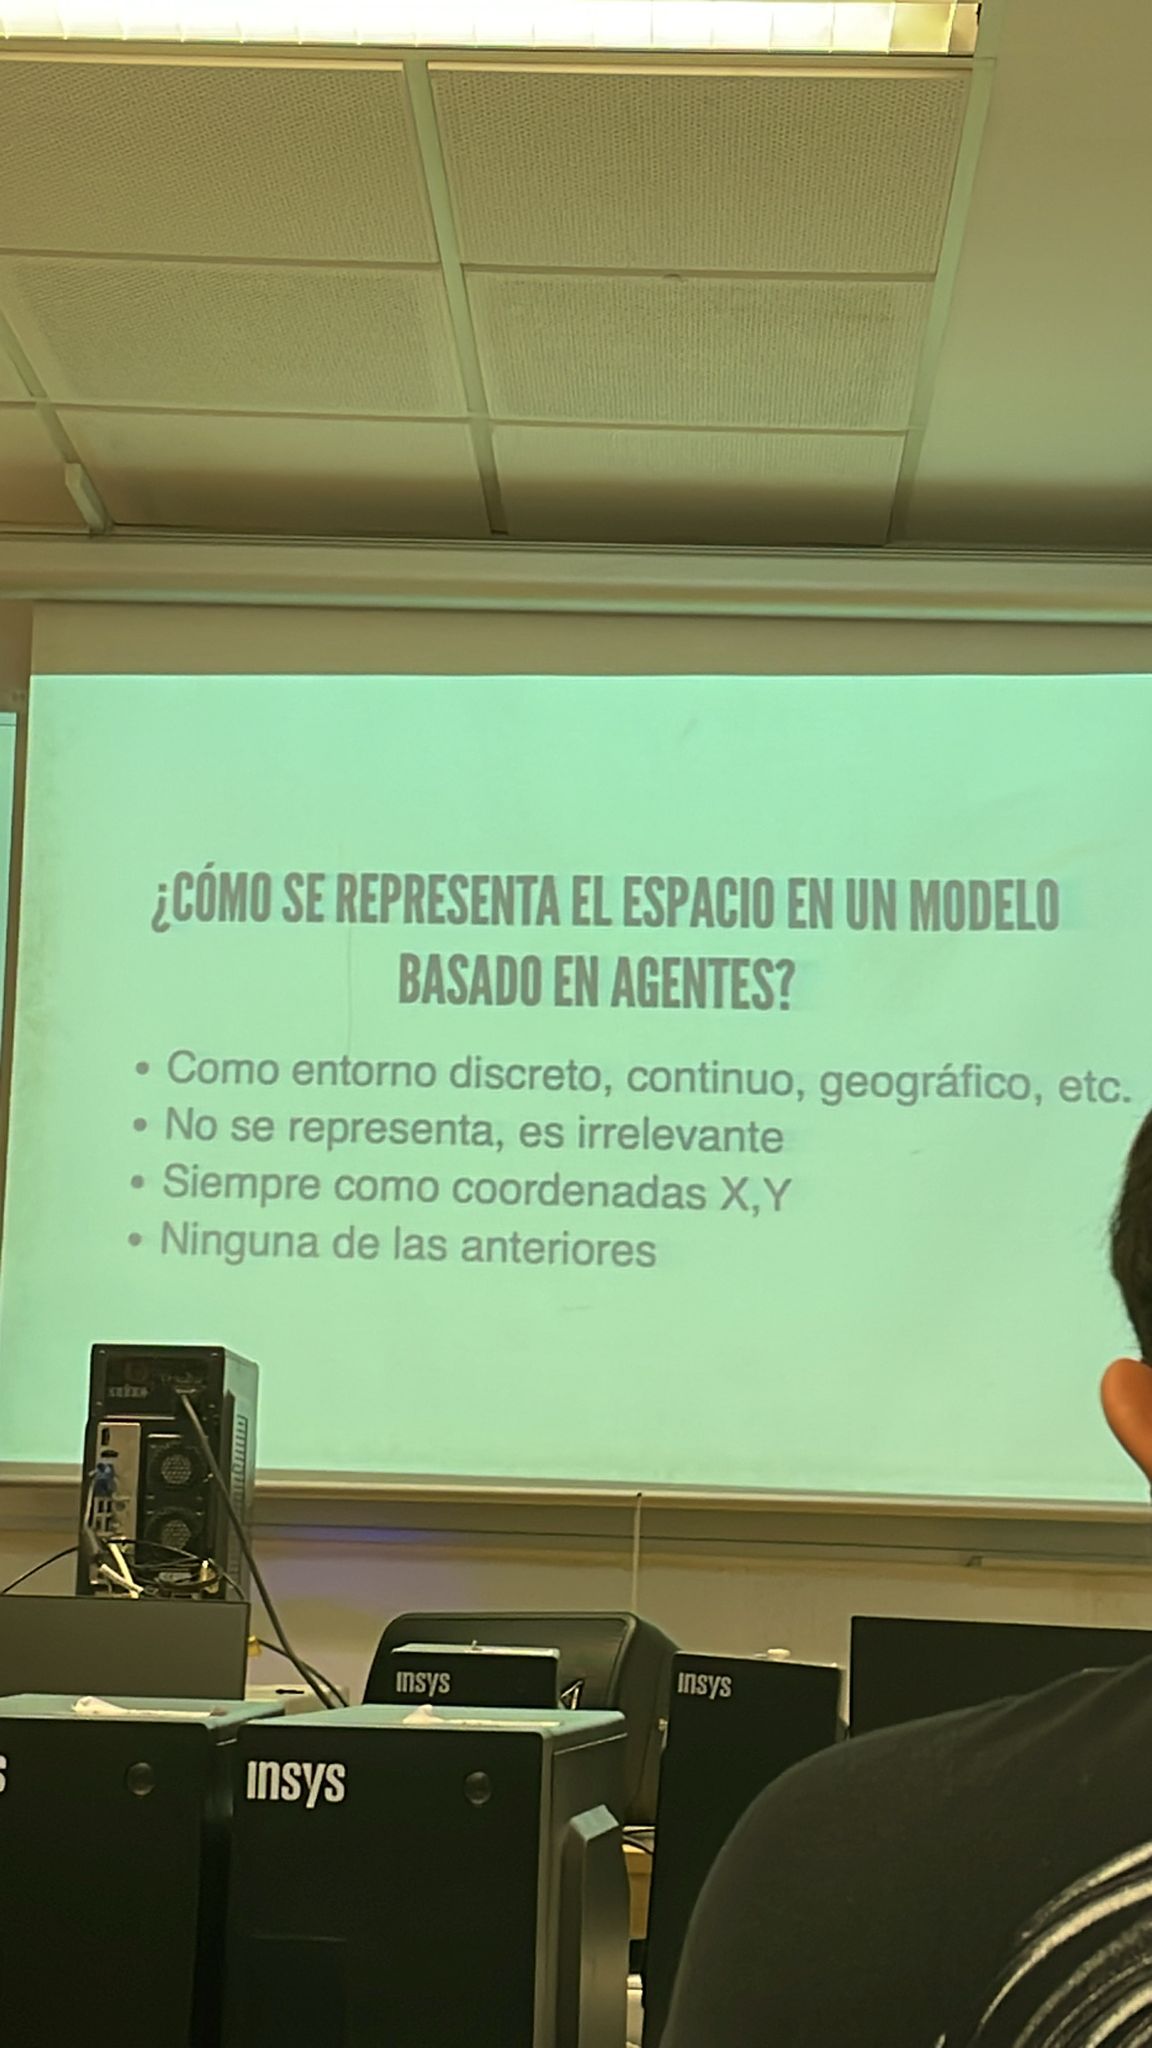 ¿CÓMO SE REPRESENTA EL ESPACIO EN UN MODELO
BASADO EN AGENTES?
• Como entorno discreto, continuo, geográfico, etc.
• No se representa, es irrelevante
• Siempre como coordenadas X,Y
• Ninguna de las anteriores
insys
insys
s
insys